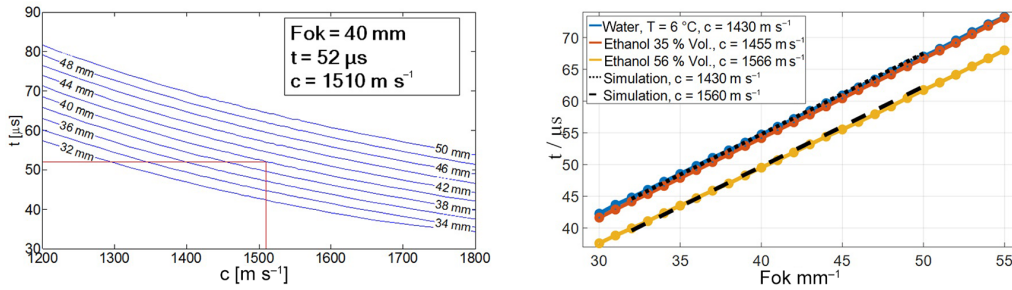 90
80
70
60
50
40
30
t [µs]
Fok = 40 mm
t = 52 µs
c = 1510 m s⁻¹
48 mm
44 mm
40 mm
36 mm
32 mm
50 mm
46 mm
42 mm
38 mm
34 mm
1200 1300 1400 1500 1600 1700 1800
c [m s⁻¹]
Water, T = 6 °C, c = 1430 m s⁻¹
Ethanol 35 % Vol., c = 1455 m s⁻¹
Ethanol 56 % Vol., c = 1566 m s⁻¹
Simulation, c = 1430 m s⁻¹
Simulation, c = 1560 m s⁻¹
70
65
60
55
50
45
40
t / µs
30 35 40 45 50 55
Fok mm⁻¹